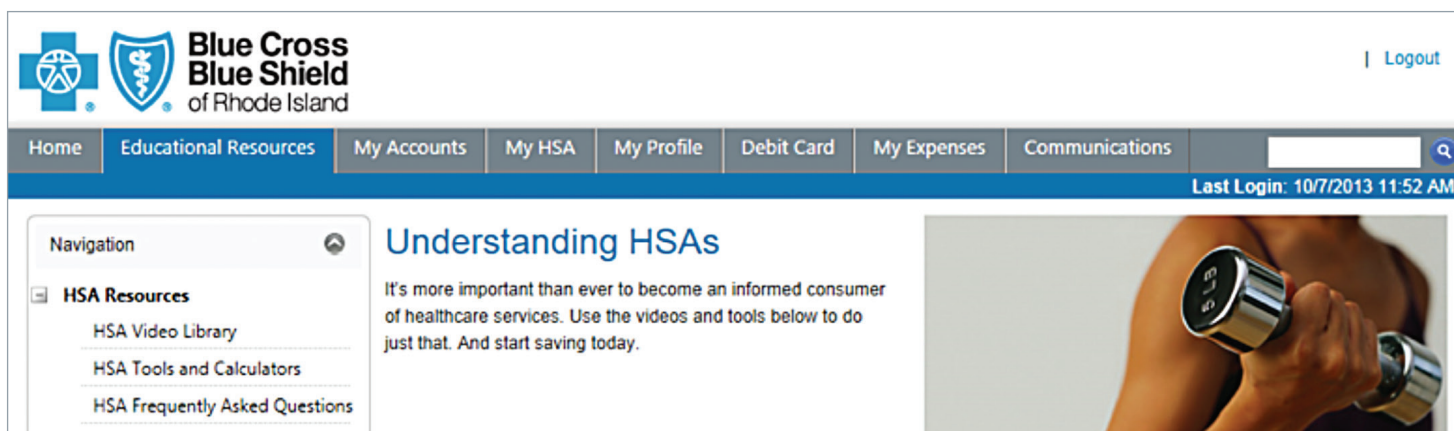 Blue Cross
Blue Shield
of Rhode Island
| Logout
Home Educational Resources My Accounts My HSA My Profile Debit Card My Expenses Communications
Last Login: 10/7/2013 11:52 AM
Navigation
HSA Resources
HSA Video Library
HSA Tools and Calculators
HSA Frequently Asked Questions
Understanding HSAs
It's more important than ever to become an informed consumer
of healthcare services. Use the videos and tools below to do
just that. And start saving today.